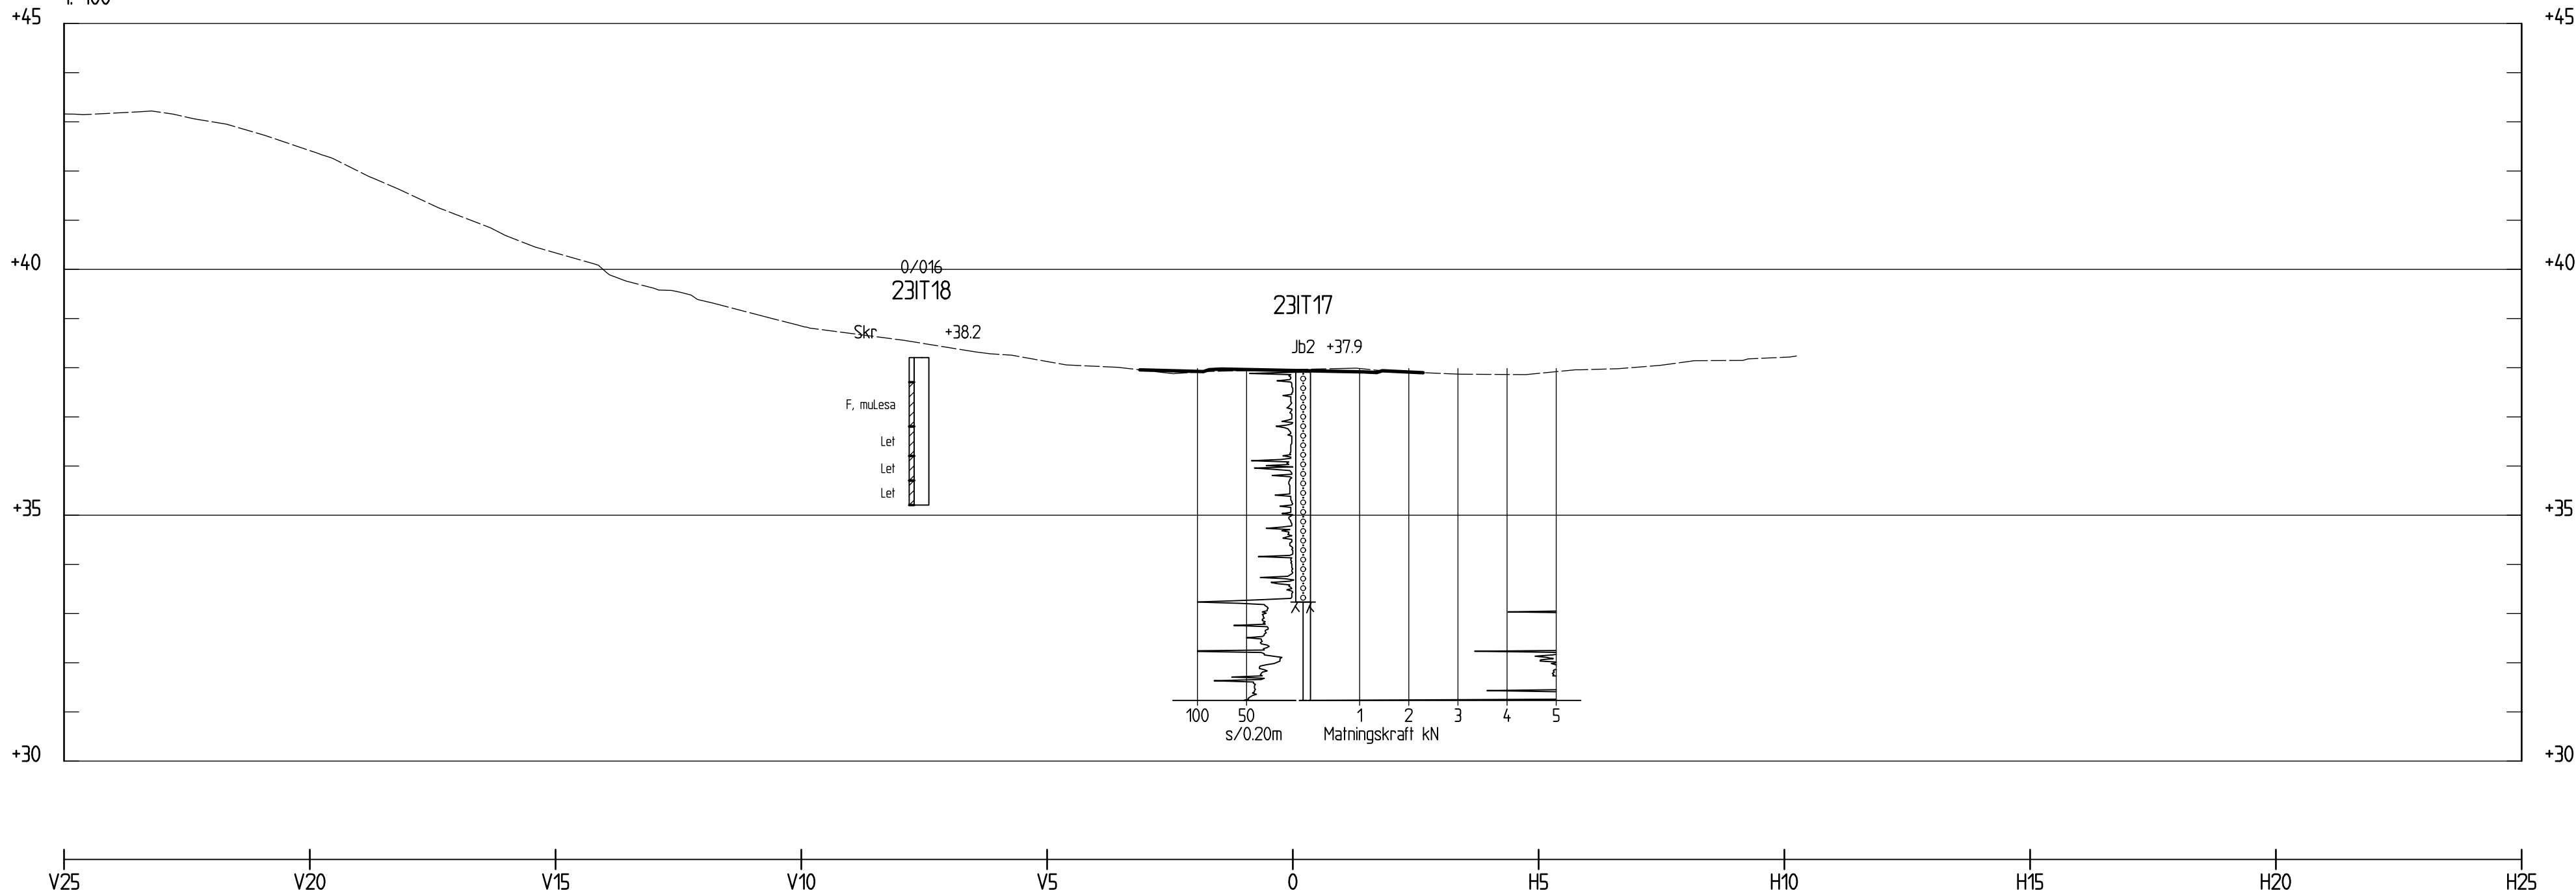 +45 +45
+40 +40
0/016
23IT18
23IT17
Skr +38.2
Jb2 +37.9
F, muLesa
Let
Let
Let
+35 +35
100 50 1 2 3 4 5
s/0.20m Matningskraft kN
+30 +30
V25 V20 V15 V10 V5 0 H5 H10 H15 H20 H25